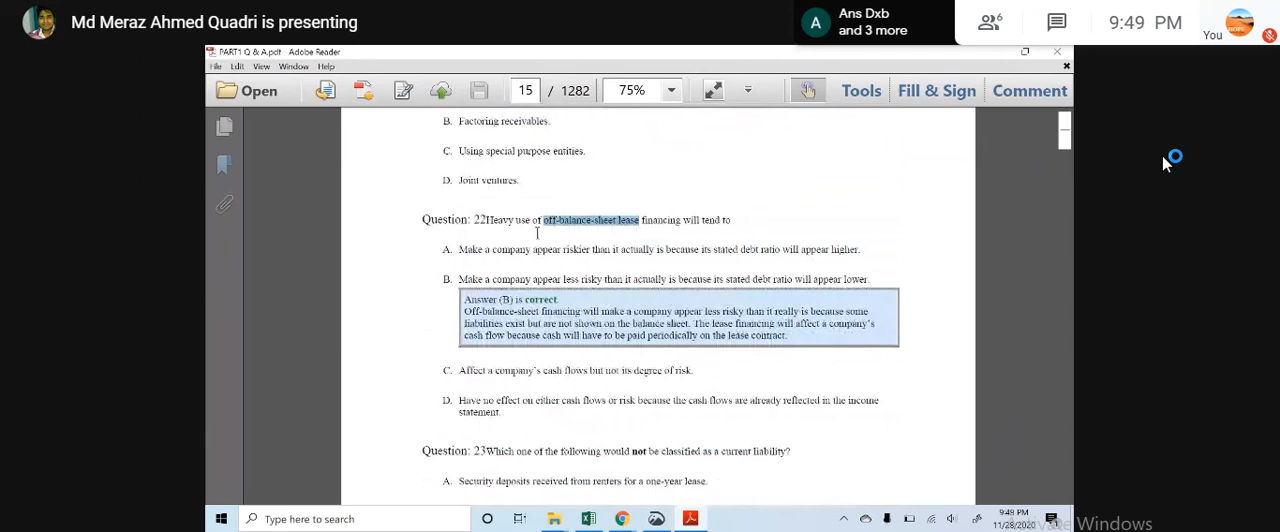 Md Meraz Ahmed Quadri is presenting
A
Ans Dxb
and 3 more
6
9:49 PM
You
PART1 Q & A.pdf - Adobe Reader
File Edit View Window Help
Open
15 / 1282
75%
Tools
Fill & Sign
Comment
B. Factoring receivables.
C. Using special purpose entities.
D. Joint ventures.
Question: 22Heavy use of off-balance-sheet lease financing will tend to
A. Make a company appear riskier than it actually is because its stated debt ratio will appear higher.
B. Make a company appear less risky than it actually is because its stated debt ratio will appear lower.
Answer (B) is correct.
Off-balance-sheet financing will make a company appear less risky than it really is because some
liabilities exist but are not shown on the balance sheet. The lease financing will affect a company's
cash flow because cash will have to be paid periodically on the lease contract.
C. Affect a company's cash flows but not its degree of risk.
D. Have no effect on either cash flows or risk because the cash flows are already reflected in the income
statement.
Question: 23Which one of the following would not be classified as a current liability?
A. Security deposits received from renters for a one-year lease.
Type here to search
9:49 PM
11/28/2020
Activate Windows